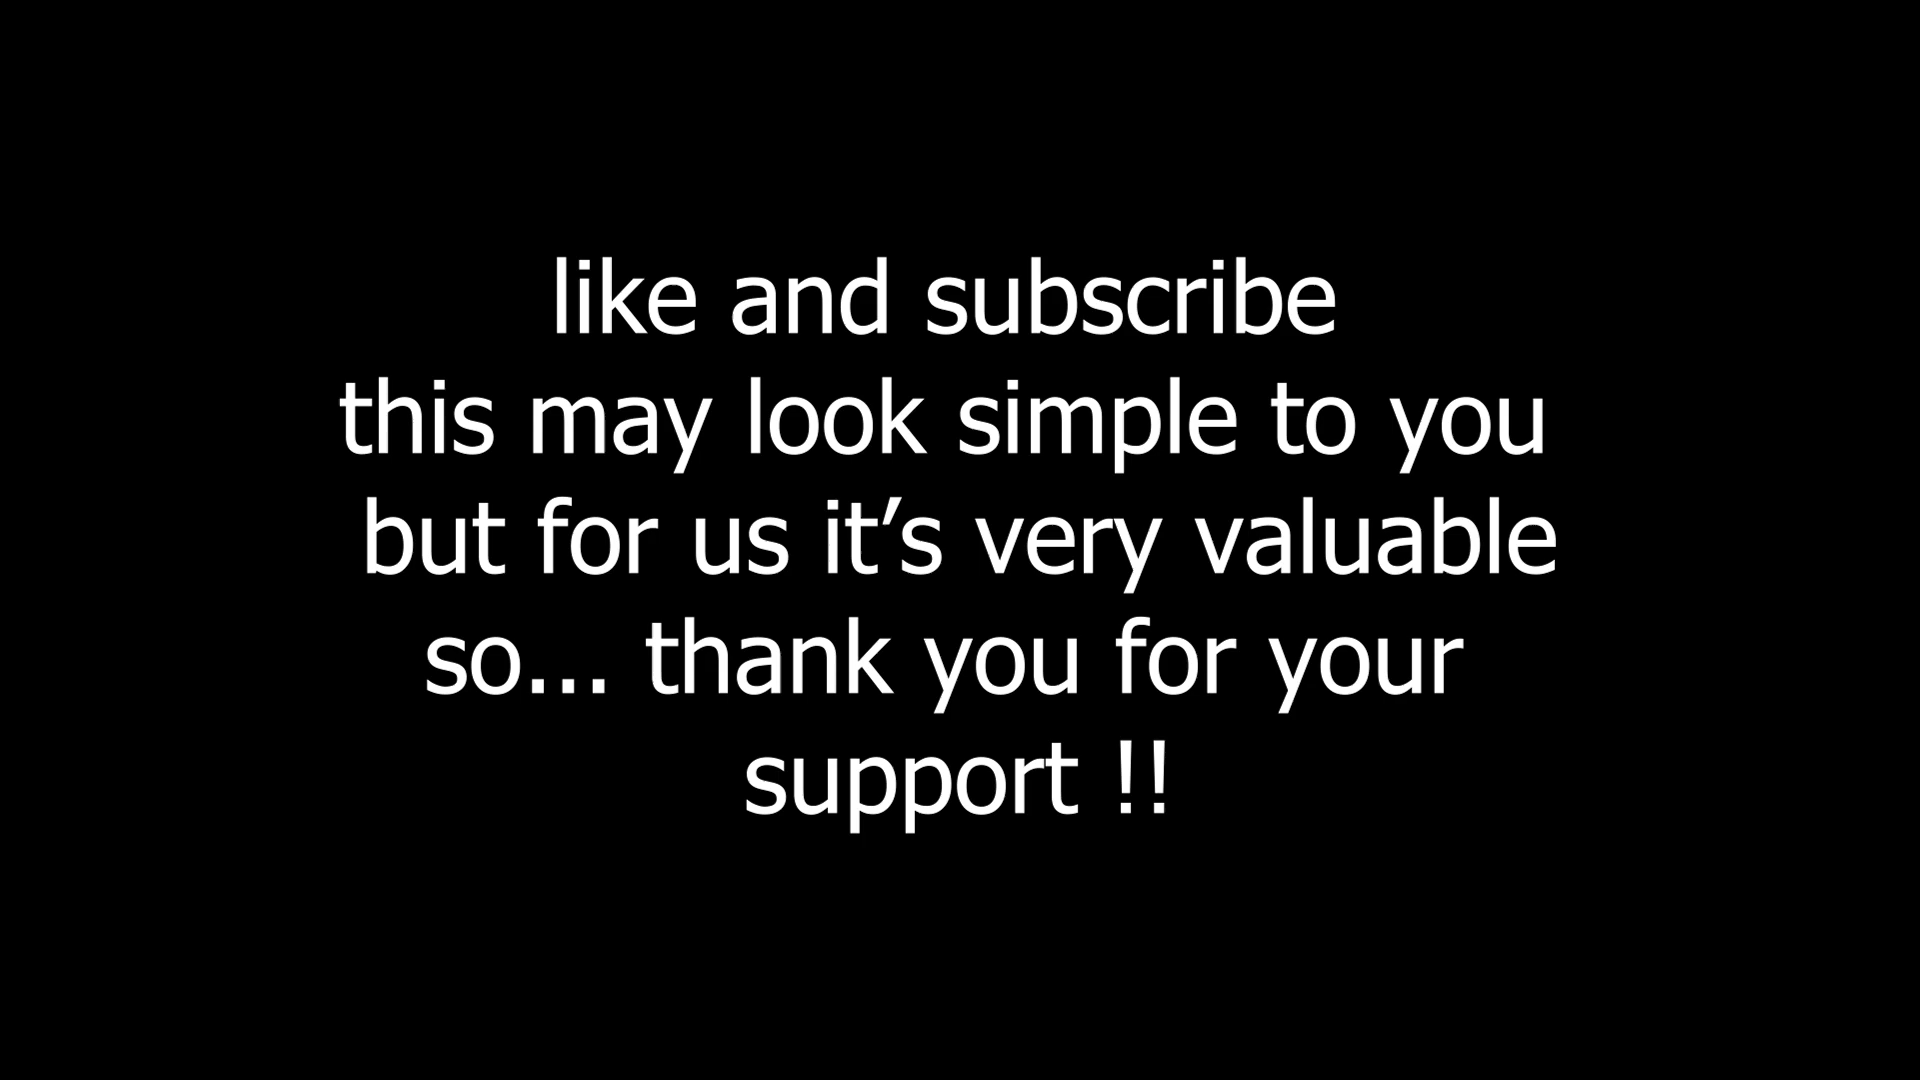 like and subscribe
this may look simple to you
but for us it’s very valuable
so... thank you for your
support !!